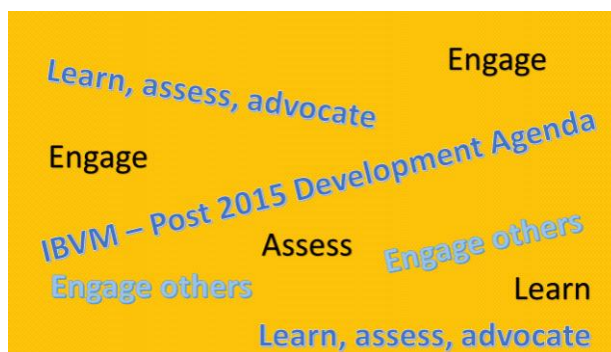 Engage
Learn, assess, advocate
Engage
IBVM – Post 2015 Development Agenda
Assess
Engage others
Engage others
Learn
Learn, assess, advocate